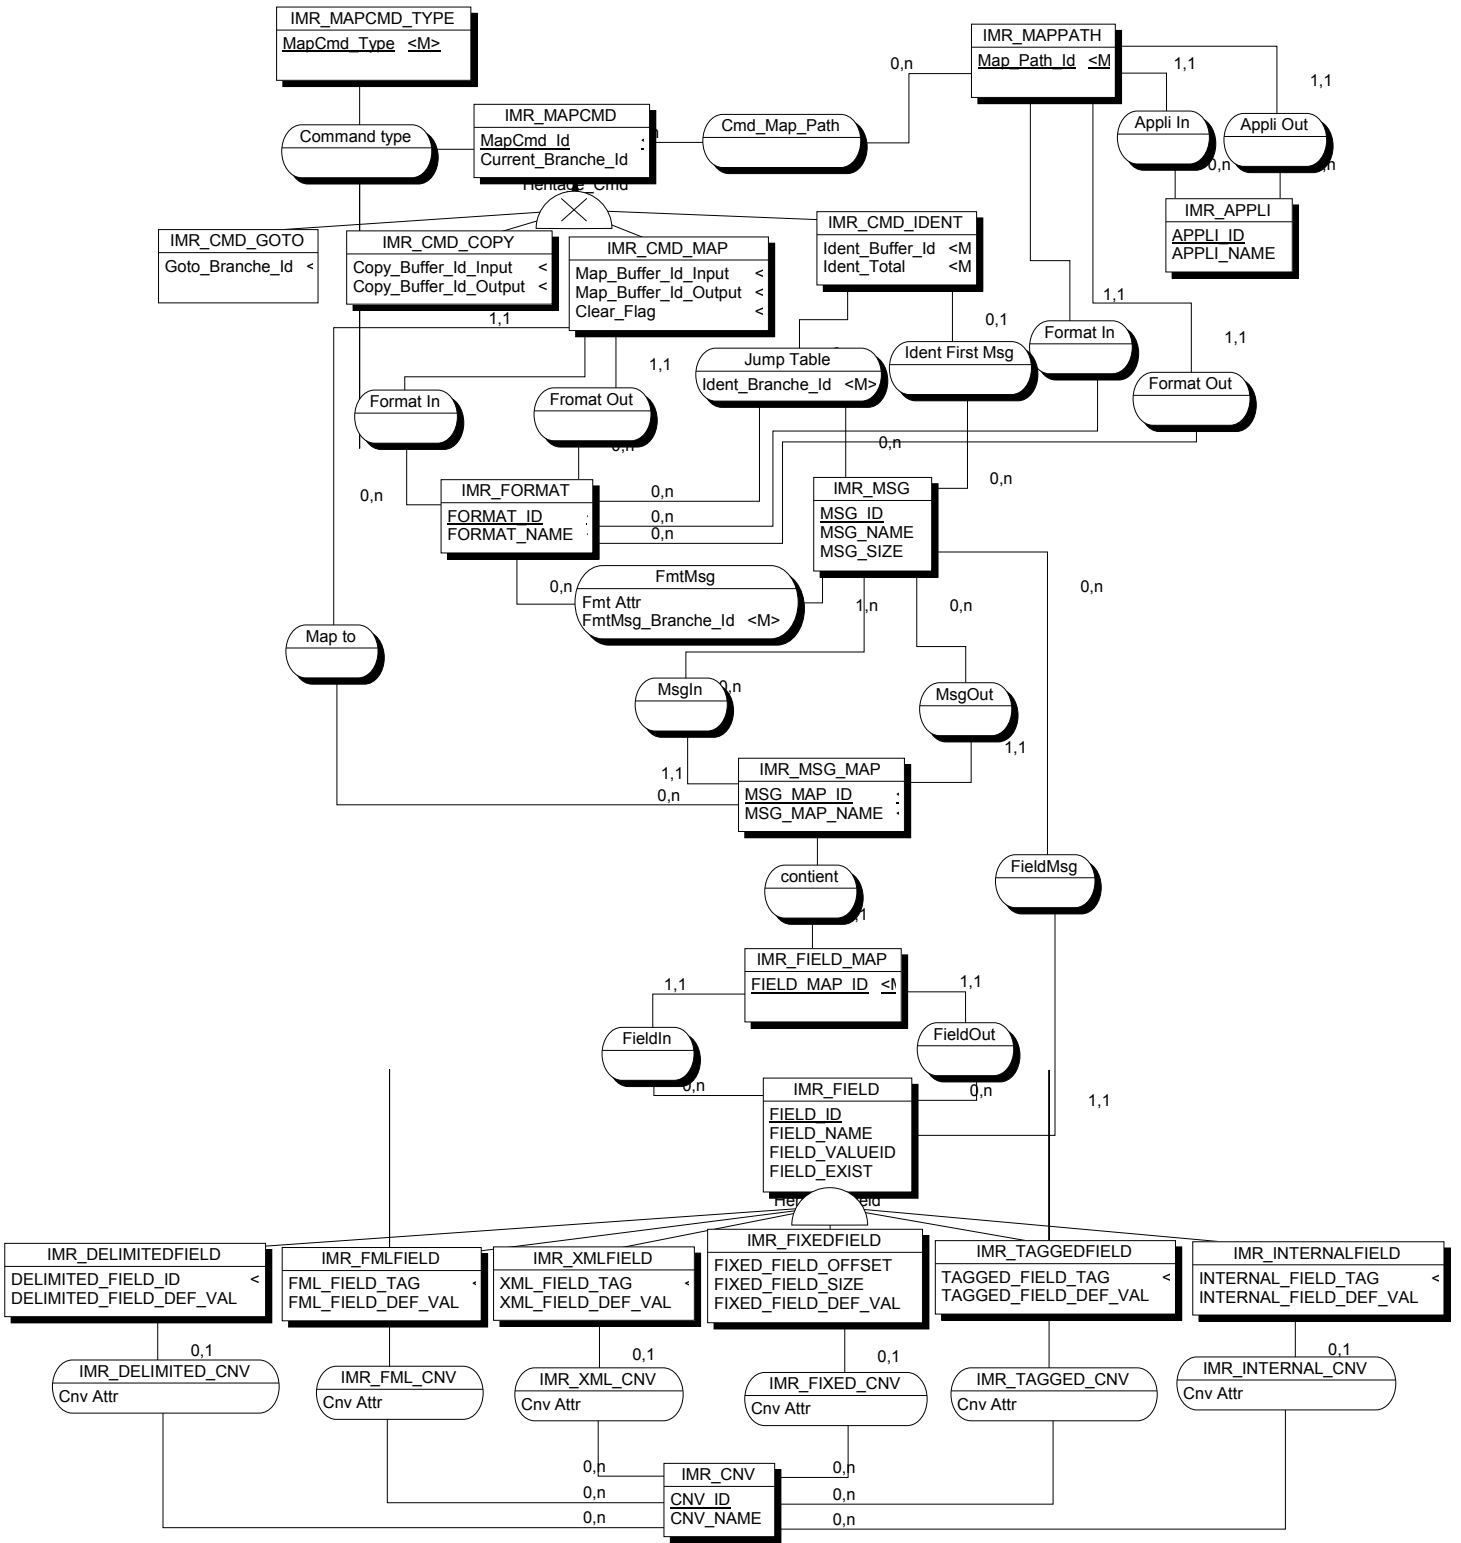 IMR_MAPCMD_TYPE
MapCmd_Type <M>
IMR_MAPPATH
Map_Path_Id <M
0,n
1,1
1,1
IMR_MAPCMD
MapCmd_Id
Current_Branche_Id
Command type
Cmd_Map_Path
Appli In
Appli Out
0,n
Heritage_Cmd
IMR_APPLI
APPLI_ID
APPLI_NAME
IMR_CMD_GOTO
Goto_Branche_Id <
IMR_CMD_COPY
Copy_Buffer_Id_Input <
Copy_Buffer_Id_Output <
IMR_CMD_MAP
Map_Buffer_Id_Input <
Map_Buffer_Id_Output <
Clear_Flag <
IMR_CMD_IDENT
Ident_Buffer_Id <M
Ident_Total <M
1,1
1,1
0,1
1,1
1,1
Jump Table
Ident_Branche_Id <M>
Ident First Msg
Format In
Format Out
Format In
Fromat Out
0,n
0,n
0,n
0,n
IMR_FORMAT
FORMAT_ID
FORMAT_NAME
0,n
0,n
0,n
IMR_MSG
MSG_ID
MSG_NAME
MSG_SIZE
0,n
FmtMsg
Fmt Attr
FmtMsg_Branche_Id <M>
1,n
0,n
0,n
Map to
MsgIn
0,n
MsgOut
1,1
1,1
0,n
IMR_MSG_MAP
MSG_MAP_ID
MSG_MAP_NAME
contient
FieldMsg
IMR_FIELD_MAP
FIELD_MAP_ID
1,1
1,1
FieldIn
FieldOut
0,n
0,n
1,1
IMR_FIELD
FIELD_ID
FIELD_NAME
FIELD_VALUEID
FIELD_EXIST
IMR_DELIMITEDFIELD
DELIMITED_FIELD_ID <
DELIMITED_FIELD_DEF_VAL
IMR_FMLFIELD
FML_FIELD_TAG
FML_FIELD_DEF_VAL
IMR_XMLFIELD
XML_FIELD_TAG <
XML_FIELD_DEF_VAL
IMR_FIXEDFIELD
FIXED_FIELD_OFFSET
FIXED_FIELD_SIZE
FIXED_FIELD_DEF_VAL
IMR_TAGGEDFIELD
TAGGED_FIELD_TAG <
TAGGED_FIELD_DEF_VAL
IMR_INTERNALFIELD
INTERNAL_FIELD_TAG <
INTERNAL_FIELD_DEF_VAL
0,1
0,1
0,1
0,1
IMR_DELIMITED_CNV
Cnv Attr
IMR_FML_CNV
Cnv Attr
IMR_XML_CNV
Cnv Attr
IMR_FIXED_CNV
Cnv Attr
IMR_TAGGED_CNV
Cnv Attr
IMR_INTERNAL_CNV
Cnv Attr
0,n
0,n
0,n
IMR_CNV
CNV_ID
CNV_NAME
0,n
0,n
0,n